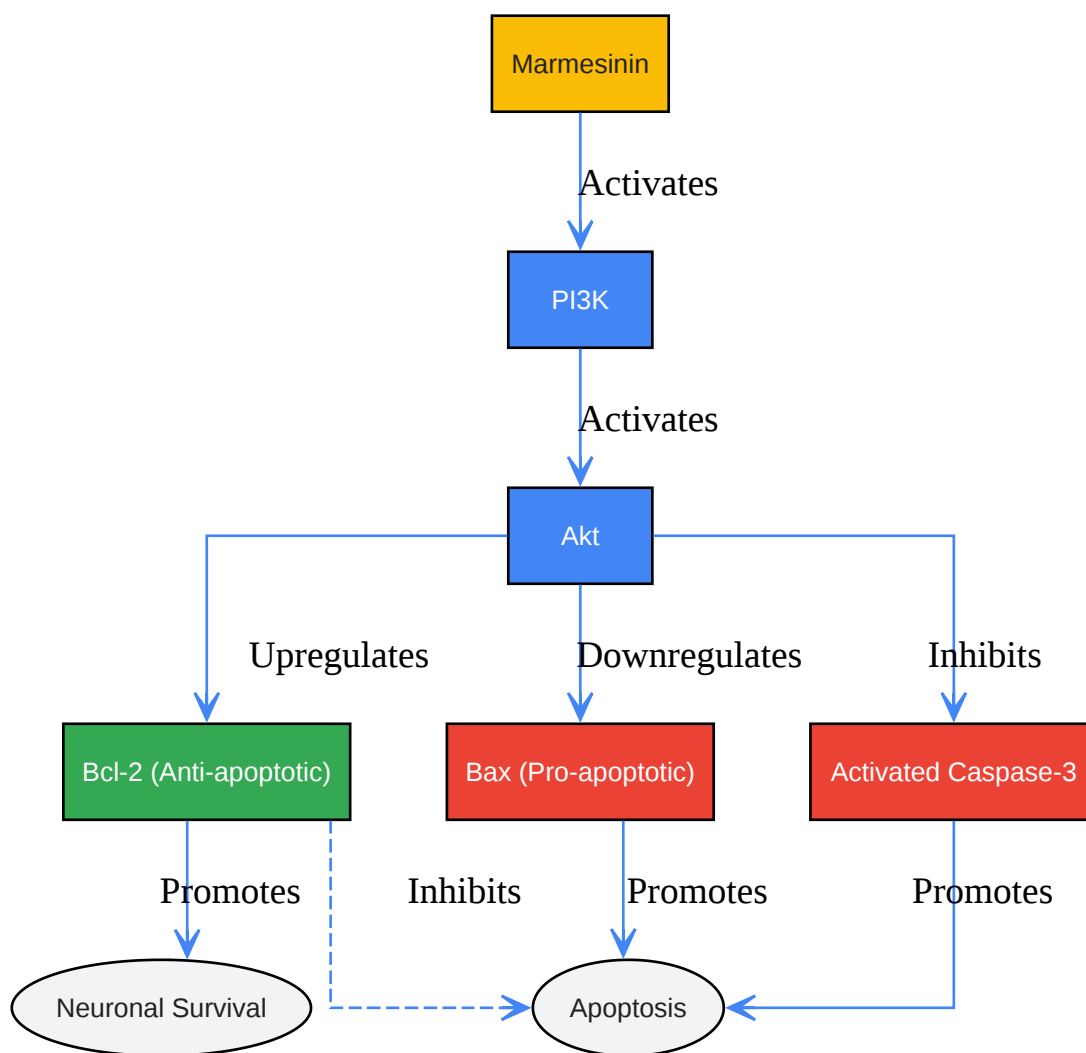 Marmesinin
Activates
PI3K
Activates
Akt
Upregulates
Downregulates
Inhibits
Bcl-2 (Anti-apoptotic)
Bax (Pro-apoptotic)
Activated Caspase-3
Promotes
Inhibits
Promotes
Promotes
Neuronal Survival
Apoptosis